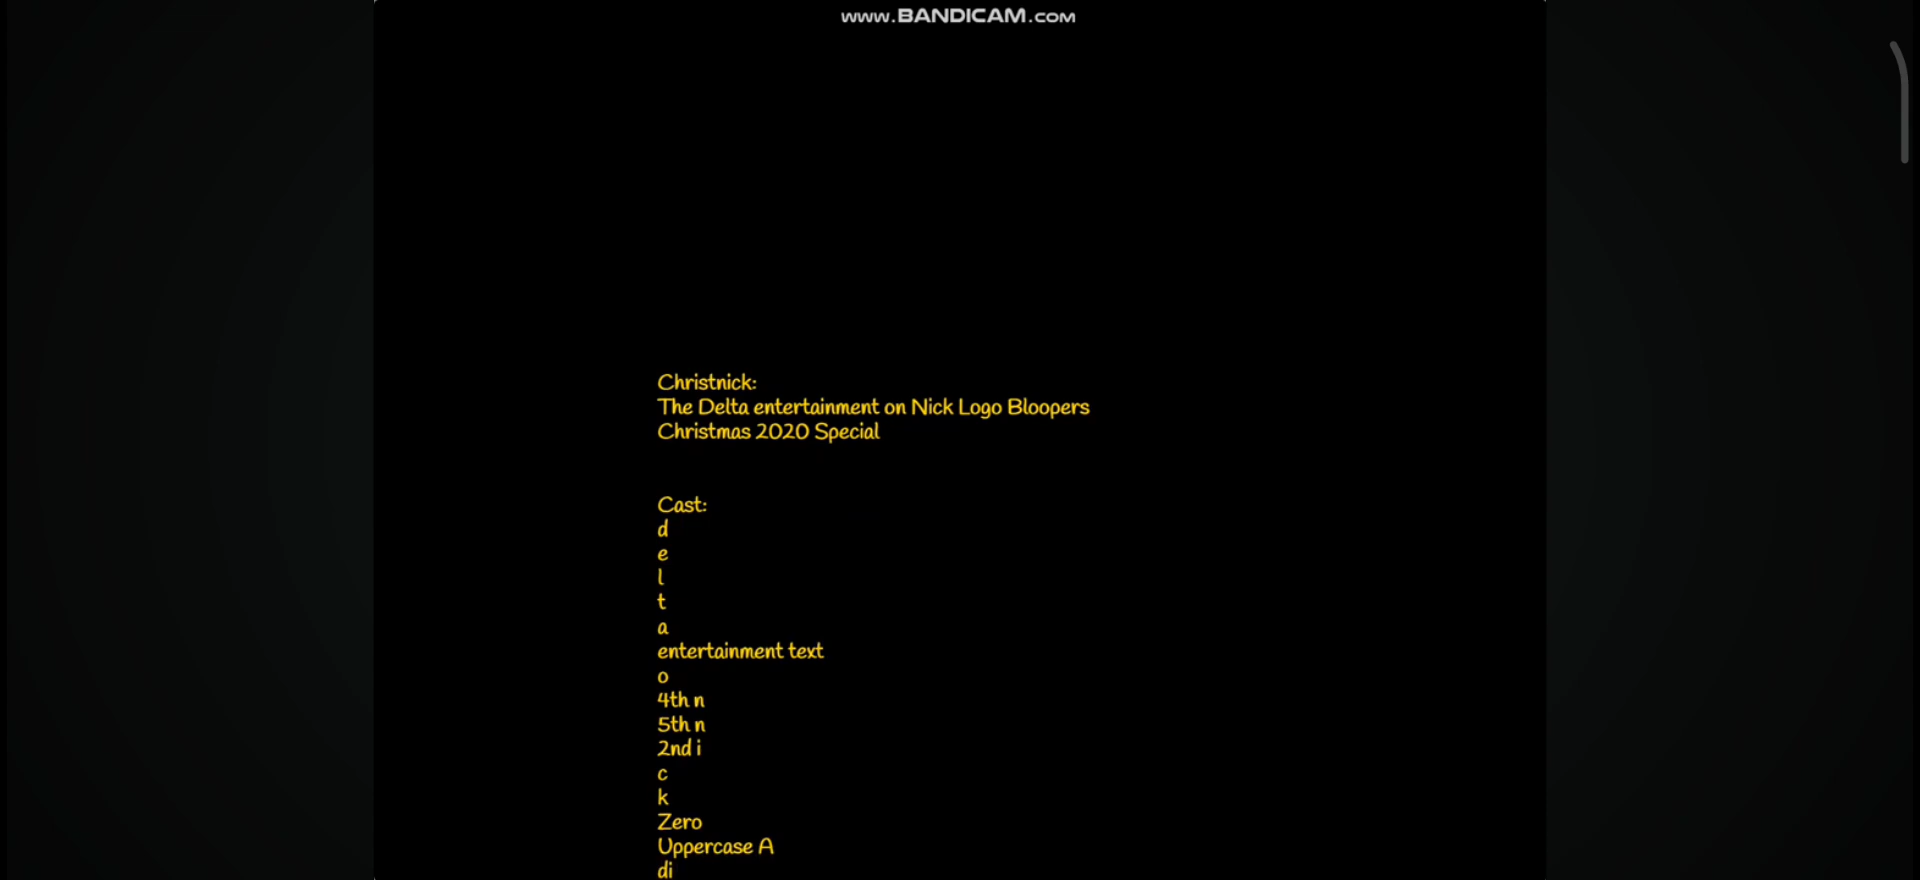 www.BANDICAM.com
Christnick:
The Delta entertainment on Nick Logo Bloopers
Christmas 2020 Special
Cast:
d
e
l
t
a
entertainment text
o
4th n
5th n
2nd i
c
k
Zero
Uppercase A
di